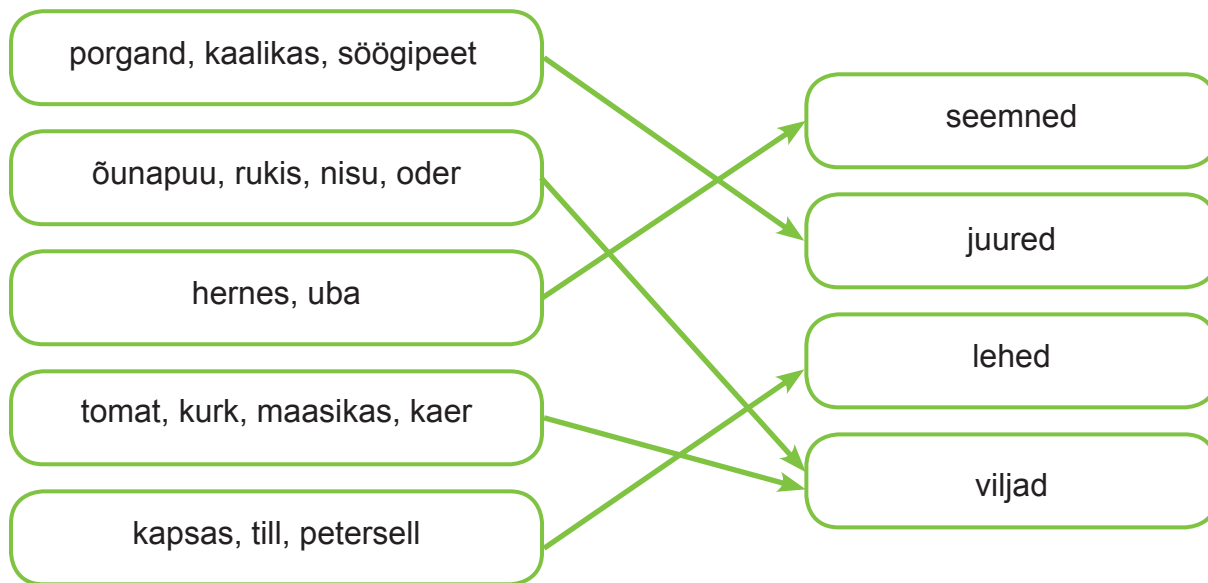 porgand, kaalikas, söögipeet
õunapuu, rukis, nisu, oder
hernes, uba
tomat, kurk, maasikas, kaer
kapsas, till, petersell
seemned
juured
lehed
viljad